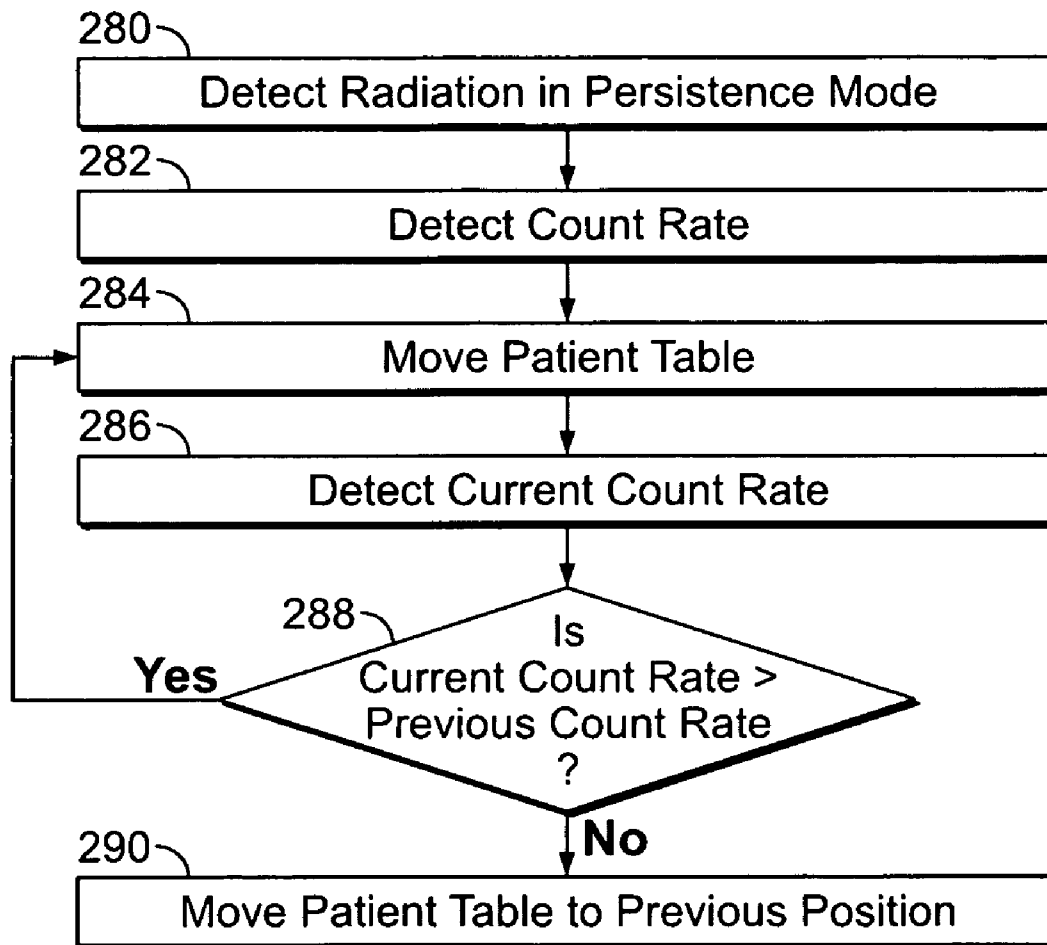 280
Detect Radiation in Persistence Mode
282
Detect Count Rate
284
Move Patient Table
286
Detect Current Count Rate
288
Is
Current Count Rate >
Previous Count Rate
?
Yes
No
290
Move Patient Table to Previous Position